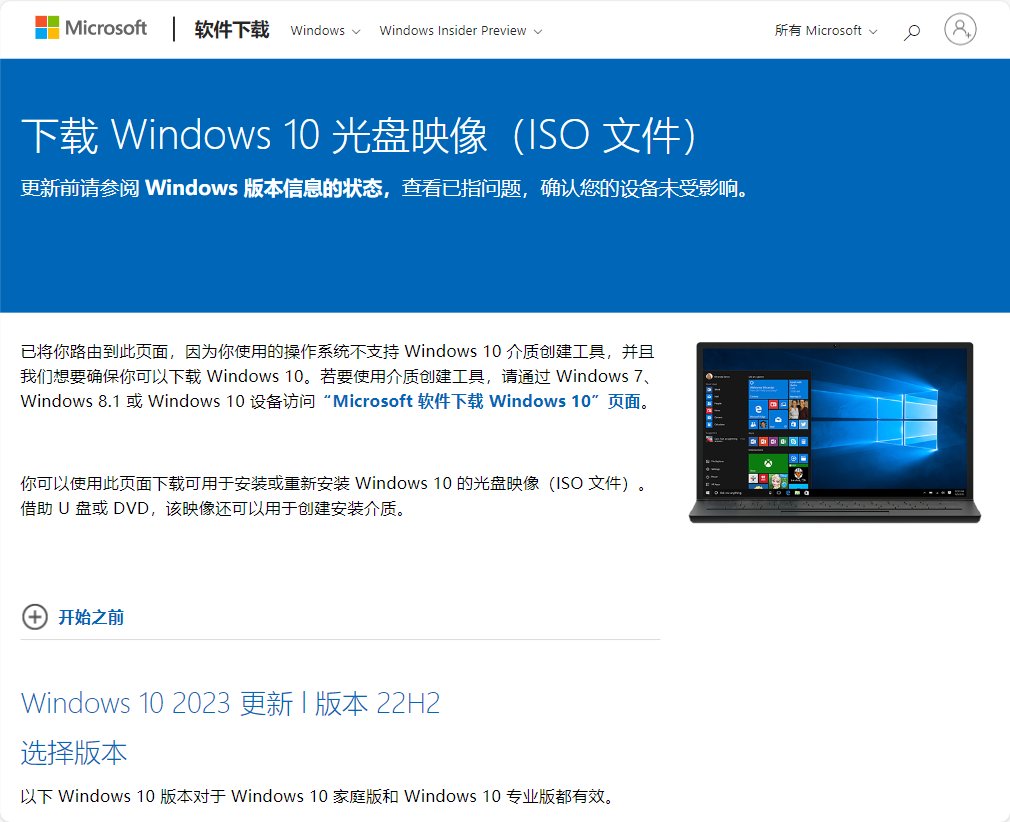 Microsoft 软件下载 Windows Windows Insider Preview 所有 Microsoft
下载 Windows 10 光盘映像（ISO 文件）
更新前请参阅 Windows 版本信息的状态，查看已指问题，确认您的设备未受影响。
已将你路由到此页面，因为你使用的操作系统不支持 Windows 10 介质创建工具，并且
我们想要确保你可以下载 Windows 10。若要使用介质创建工具，请通过 Windows 7、
Windows 8.1 或 Windows 10 设备访问“Microsoft 软件下载 Windows 10”页面。
你可以使用此页面下载可用于安装或重新安装 Windows 10 的光盘映像（ISO 文件）。
借助 U 盘或 DVD，该映像还可以用于创建安装介质。
开始之前
Windows 10 2023 更新 l 版本 22H2
选择版本
以下 Windows 10 版本对于 Windows 10 家庭版和 Windows 10 专业版都有效。